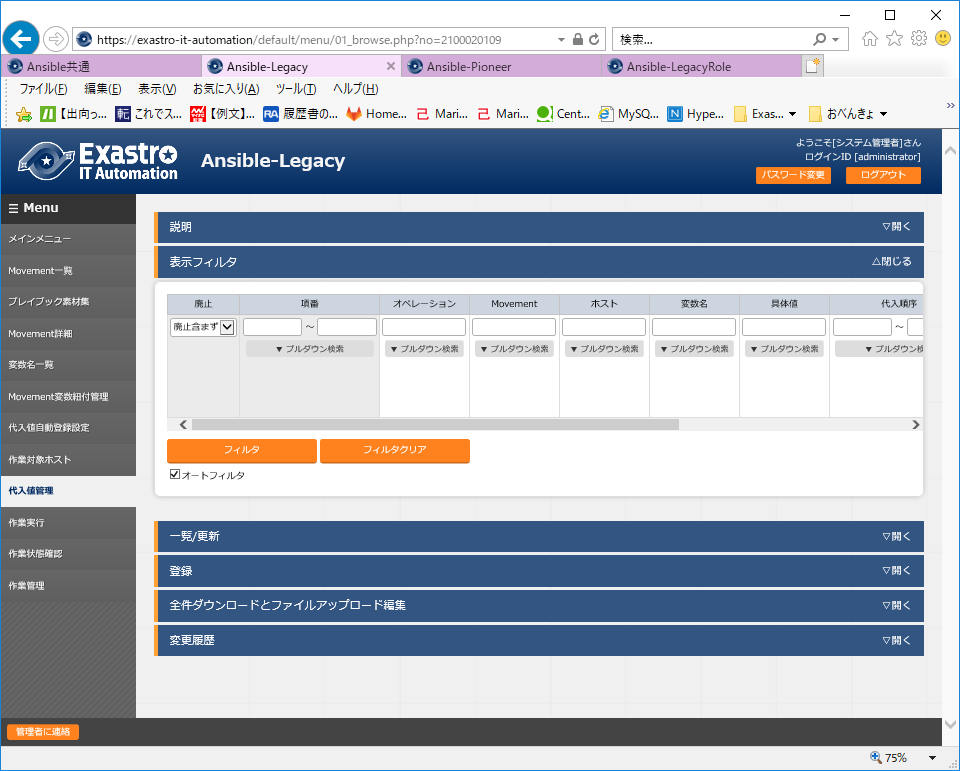 https://exastro-it-automation/default/menu/01_browse.php?no=2100020109
検索...
Ansible共通
Ansible-Legacy
Ansible-Pioneer
Ansible-LegacyRole
ファイル(F) 編集(E) 表示(V) お気に入り(A) ツール(T) ヘルプ(H)
【出向っ... 転 これでス... 【例文】... RA 履歴書の... Home... Mari... Mari... Cent... MySQ... N Hype... Exas... おべんきょ
Exastro
IT Automation
Ansible-Legacy
ようこそ[システム管理者]さん
ログインID [administrator]
パスワード変更 ログアウト
☰ Menu
メインメニュー
Movement一覧
プレイブック素材集
Movement詳細
変数名一覧
Movement変数紐付管理
代入値自動登録設定
作業対象ホスト
代入値管理
作業実行
作業状態確認
作業管理
説明 ▽開く
表示フィルタ △閉じる
廃止 項番 オペレーション Movement ホスト 変数名 具体値 代入順序
廃止含まず ～ ～
▼プルダウン検索 ▼プルダウン検索 ▼プルダウン検索 ▼プルダウン検索 ▼プルダウン検索 ▼プルダウン検索 ▼プルダウン検
フィルタ フィルタクリア
オートフィルタ
一覧/更新 ▽開く
登録 ▽開く
全件ダウンロードとファイルアップロード編集 ▽開く
変更履歴 ▽開く
管理者に連絡
75%